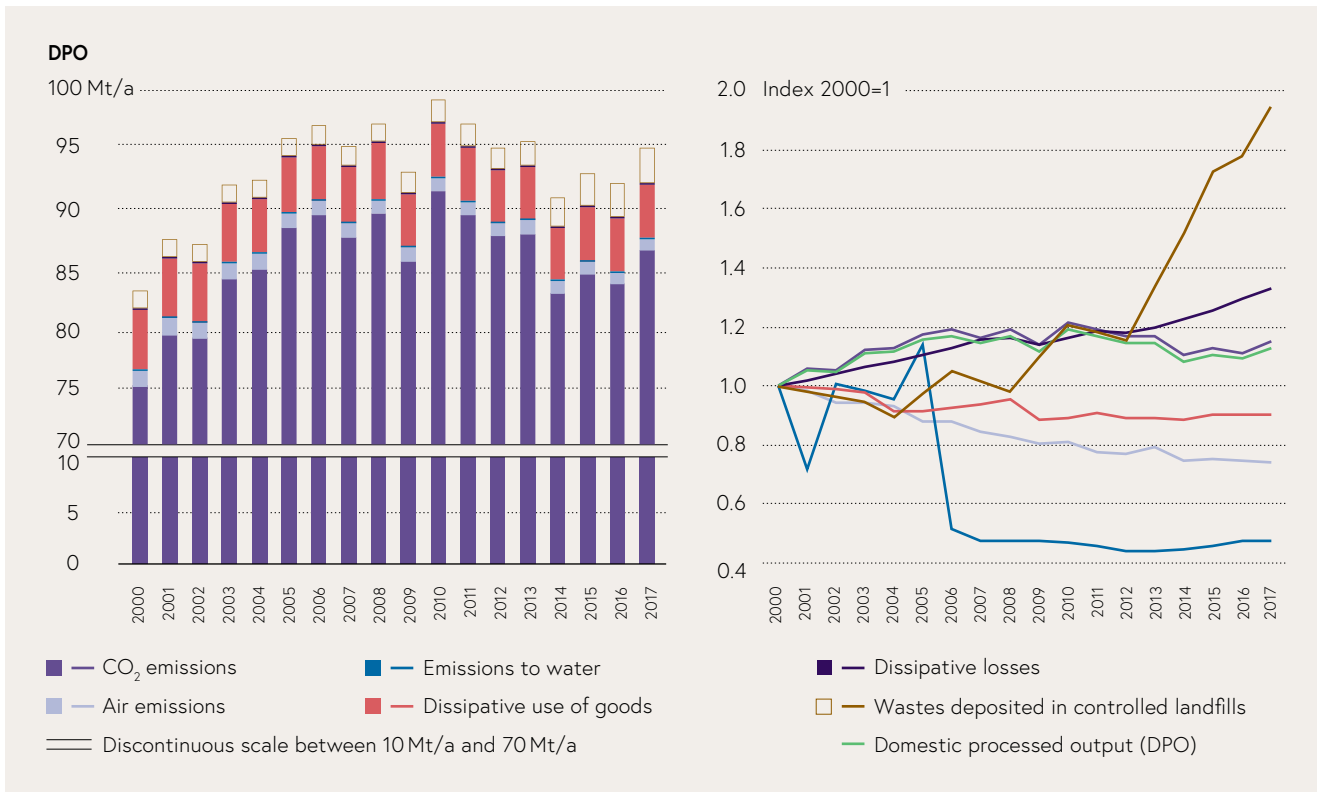 DPO
100 Mt/a
95
90
85
80
75
70
10
5
0
2000 2001 2002 2003 2004 2005 2006 2007 2008 2009 2010 2011 2012 2013 2014 2015 2016 2017
2.0 Index 2000=1
1.8
1.6
1.4
1.2
1.0
0.8
0.6
0.4
2000 2001 2002 2003 2004 2005 2006 2007 2008 2009 2010 2011 2012 2013 2014 2015 2016 2017
CO₂ emissions
Air emissions
Discontinuous scale between 10 Mt/a and 70 Mt/a
Emissions to water
Dissipative use of goods
Dissipative losses
Wastes deposited in controlled landfills
Domestic processed output (DPO)